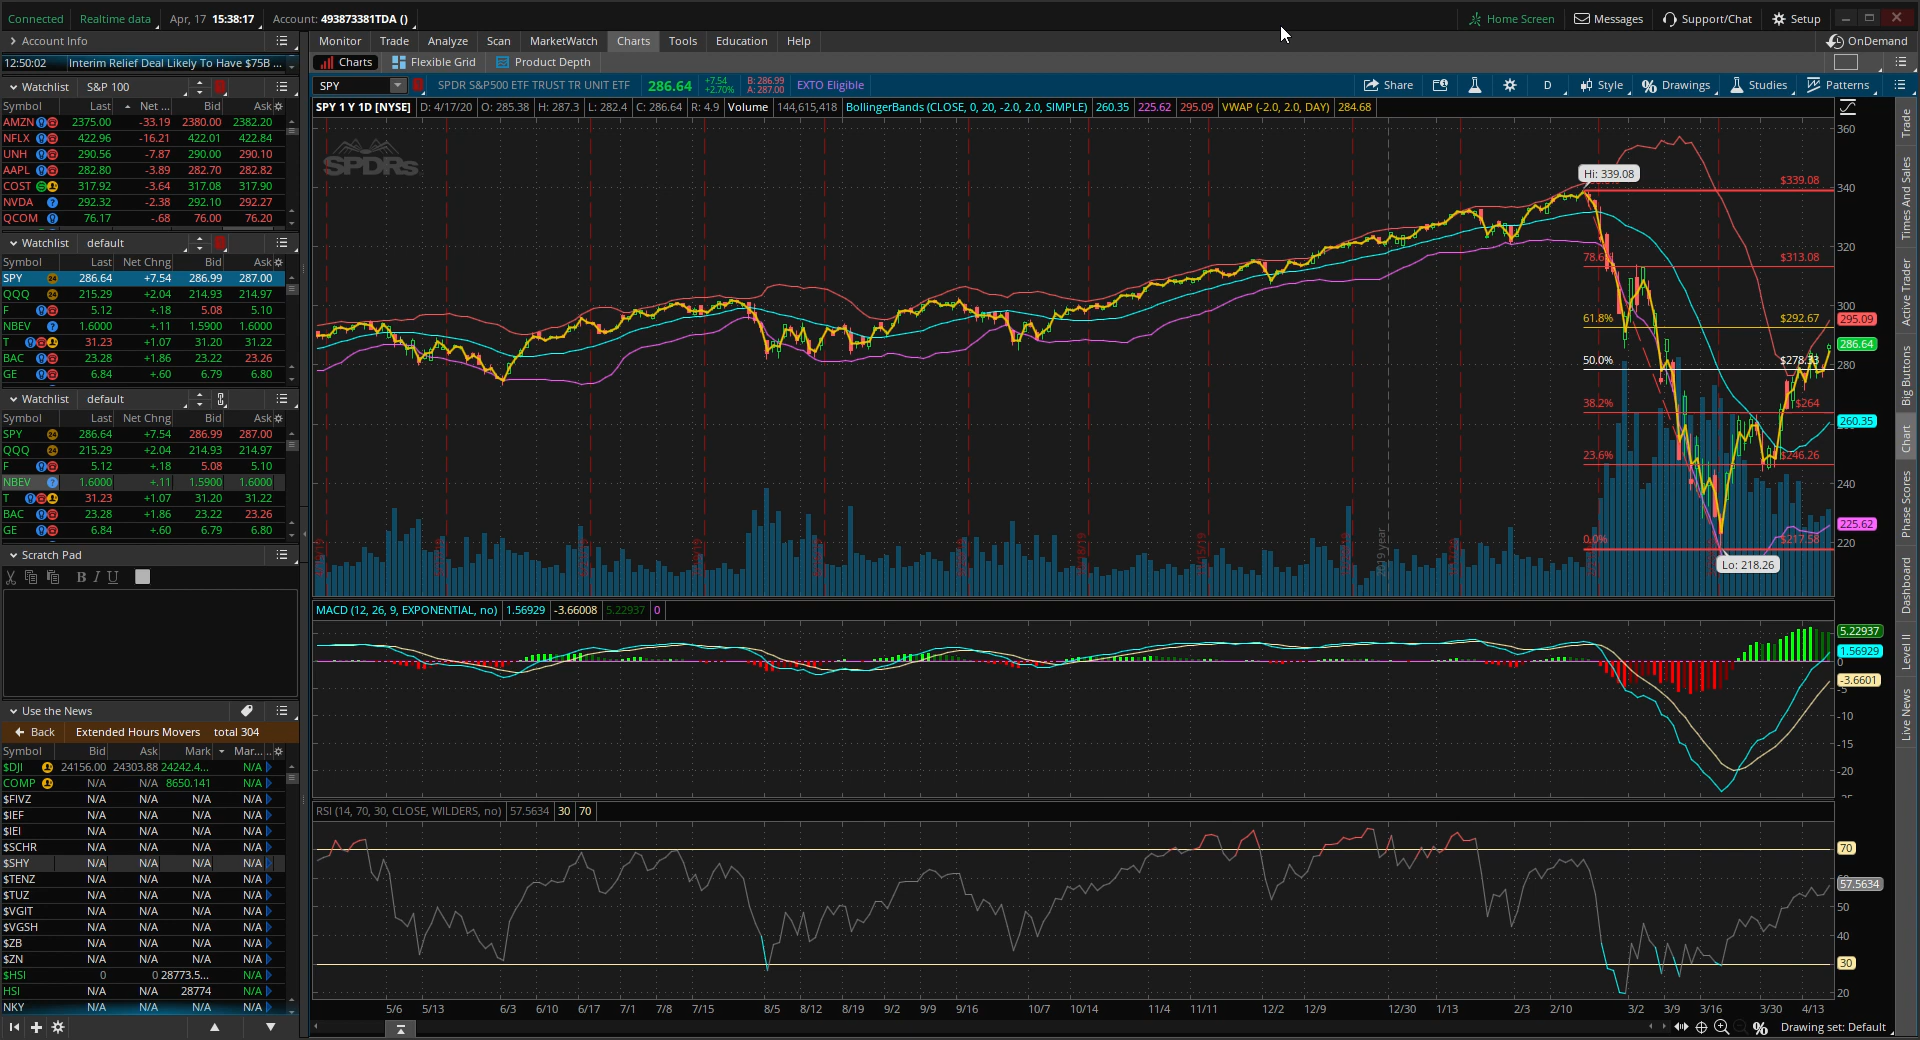 Connected Realtime data Apr, 17 15:38:17 Account: 493873381TDA () Home Screen Messages Support/Chat Setup
Account Info
12:50:02 Interim Relief Deal Likely To Have $75B ...
Watchlist S&P 100
Symbol Last Net ... Bid Ask
AMZN 2375.00 -33.19 2380.00 2382.20
NFLX 422.96 -16.21 422.01 422.84
UNH 290.56 -7.87 290.00 290.10
AAPL 282.80 -3.89 282.70 282.82
COST 317.92 -3.64 317.08 317.90
NVDA 292.32 -2.38 292.10 292.27
QCOM 76.17 -.68 76.00 76.20
Watchlist default
Symbol Last Net Chng Bid Ask
SPY 286.64 +7.54 286.99 287.00
QQQ 215.29 +2.04 214.93 214.97
F 5.12 +.18 5.08 5.10
NBEV 1.6000 +.11 1.5900 1.6000
T 31.23 +1.07 31.20 31.22
BAC 23.28 +1.86 23.22 23.26
GE 6.84 +.60 6.79 6.80
Watchlist default
Symbol Last Net Chng Bid Ask
SPY 286.64 +7.54 286.99 287.00
QQQ 215.29 +2.04 214.93 214.97
F 5.12 +.18 5.08 5.10
NBEV 1.6000 +.11 1.5900 1.6000
T 31.23 +1.07 31.20 31.22
BAC 23.28 +1.86 23.22 23.26
GE 6.84 +.60 6.79 6.80
Scratch Pad
B I U
Use the News
Back Extended Hours Movers total 304
Symbol Bid Ask Mark Mar...
$DJI 24156.00 24303.88 24242.4... N/A
COMP N/A N/A 8650.141 N/A
$FIVZ N/A N/A N/A N/A
$IEF N/A N/A N/A N/A
$IEI N/A N/A N/A N/A
$SCHR N/A N/A N/A N/A
$SHY N/A N/A N/A N/A
$TENZ N/A N/A N/A N/A
$TUZ N/A N/A N/A N/A
$VGIT N/A N/A N/A N/A
$VGSH N/A N/A N/A N/A
$ZB N/A N/A N/A N/A
$ZN N/A N/A N/A N/A
$HSI 0 0 28773.5... N/A
HSI N/A N/A 28774 N/A
NKY N/A N/A N/A N/A
Monitor Trade Analyze Scan MarketWatch Charts Tools Education Help OnDemand
Charts Flexible Grid Product Depth
SPY SPDR S&P500 ETF TRUST TR UNIT ETF 286.64 +7.54 +2.70% B: 286.99 A: 287.00 EXTO Eligible Share D Style Drawings Studies Patterns
SPY 1 Y 1D [NYSE] D: 4/17/20 O: 285.38 H: 287.3 L: 282.4 C: 286.64 R: 4.9 Volume 144,615,418 BollingerBands (CLOSE, 0, 20, -2.0, 2.0, SIMPLE) 260.35 225.62 295.09 VWAP (-2.0, 2.0, DAY) 284.68
SPDRs
360
Hi: 339.08
$339.08
340
320
78.6% $313.08
300
61.8% $292.67
295.09
286.64
50.0% $278.33
280
38.2% $264
260.35
23.6% $246.26
240
225.62
0.0% $217.58
220
Lo: 218.26
2019 year
MACD (12, 26, 9, EXPONENTIAL, no) 1.56929 -3.66008 5.22937 0
5.22937
1.56929
0
-3.6601
-5
-10
-15
-20
RSI (14, 70, 30, CLOSE, WILDERS, no) 57.5634 30 70
70
57.5634
50
40
30
20
5/6 5/13 6/3 6/10 6/17 7/1 7/8 7/15 8/5 8/12 8/19 9/2 9/9 9/16 10/7 10/14 11/4 11/11 12/2 12/9 12/30 1/13 2/3 2/10 3/2 3/9 3/16 3/30 4/13
Drawing set: Default
Trade
Times And Sales
Active Trader
Big Buttons
Chart
Phase Scores
Dashboard
Level II
Live News